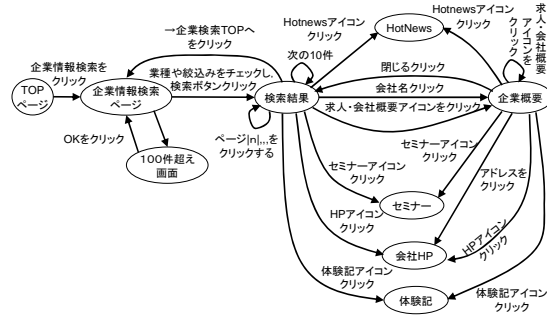 →企業検索TOPへ
をクリック
Hotnewsアイコン
クリック
HotNews
Hotnewsアイコン
クリック
求人・会社概要
アイコンを
クリック
次の10件
企業情報検索を
クリック
業種や絞込みをチェックし,
検索ボタンクリック
閉じるクリック
会社名クリック
TOP
ページ
企業情報検索
ページ
検索結果
企業概要
求人・会社概要アイコンをクリック
OKをクリック
100件超え
画面
ページ|n|,,,を
クリックする
セミナーアイコン
クリック
セミナーアイコン
クリック
アドレスを
クリック
セミナー
HPアイコン
クリック
HPアイコン
クリック
会社HP
体験記アイコン
クリック
体験記
体験記アイコン
クリック